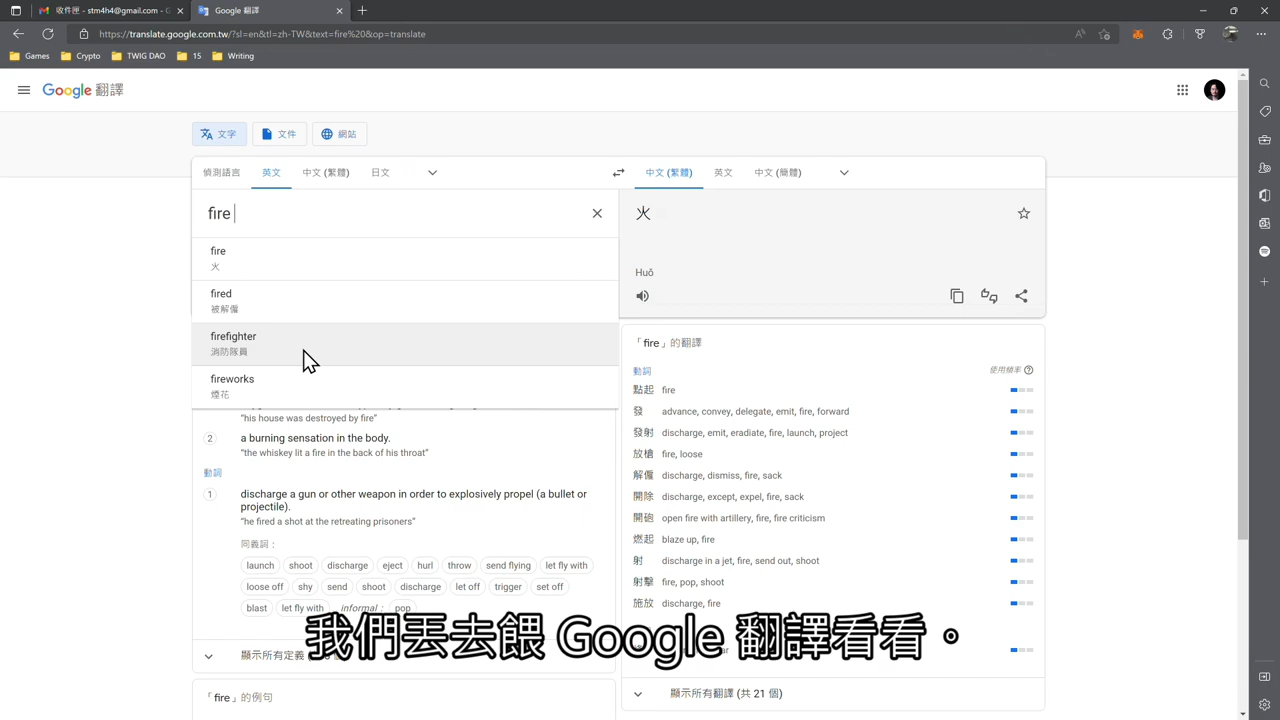 收件匣 - stm4h4@gmail.com - G
Google 翻譯
https://translate.google.com.tw/?sl=en&tl=zh-TW&text=fire%20&op=translate
Games
Crypto
TWIG DAO
15
Writing
Google 翻譯
文字
文件
網站
偵測語言
英文
中文 (繁體)
日文
中文 (繁體)
英文
中文 (簡體)
fire
火
Huǒ
fire
火
fired
被解僱
firefighter
消防隊員
fireworks
煙花
“his house was destroyed by fire”
2
a burning sensation in the body.
“the whiskey lit a fire in the back of his throat”
動詞
1
discharge a gun or other weapon in order to explosively propel (a bullet or
projectile).
“he fired a shot at the retreating prisoners”
同義詞：
launch shoot discharge eject hurl throw send flying let fly with
loose off shy send shoot discharge let off trigger set off
blast let fly with informal： pop
顯示所有定義
「fire」的例句
「fire」的翻譯
動詞
使用頻率
點起 fire
發 advance, convey, delegate, emit, fire, forward
發射 discharge, emit, eradiate, fire, launch, project
放槍 fire, loose
解僱 discharge, dismiss, fire, sack
開除 discharge, except, expel, fire, sack
開砲 open fire with artillery, fire, fire criticism
燃起 blaze up, fire
射 discharge in a jet, fire, send out, shoot
射擊 fire, pop, shoot
施放 discharge, fire
顯示所有翻譯 (共 21 個)
我們丟去餵 Google 翻譯看看。